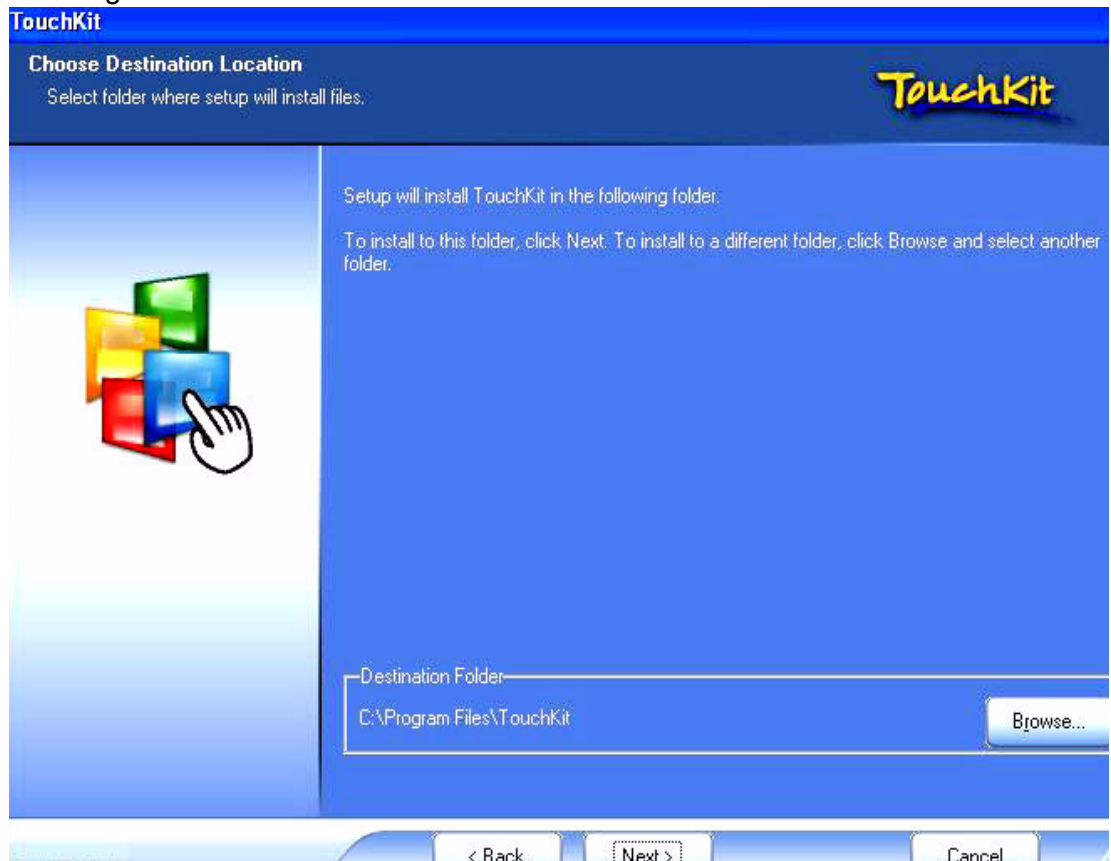 TouchKit
Choose Destination Location
Select folder where setup will install files.
TouchKit
Setup will install TouchKit in the following folder.
To install to this folder, click Next. To install to a different folder, click Browse and select another
folder.
Destination Folder
C:\Program Files\TouchKit
Browse...
< Back
Next >
Cancel